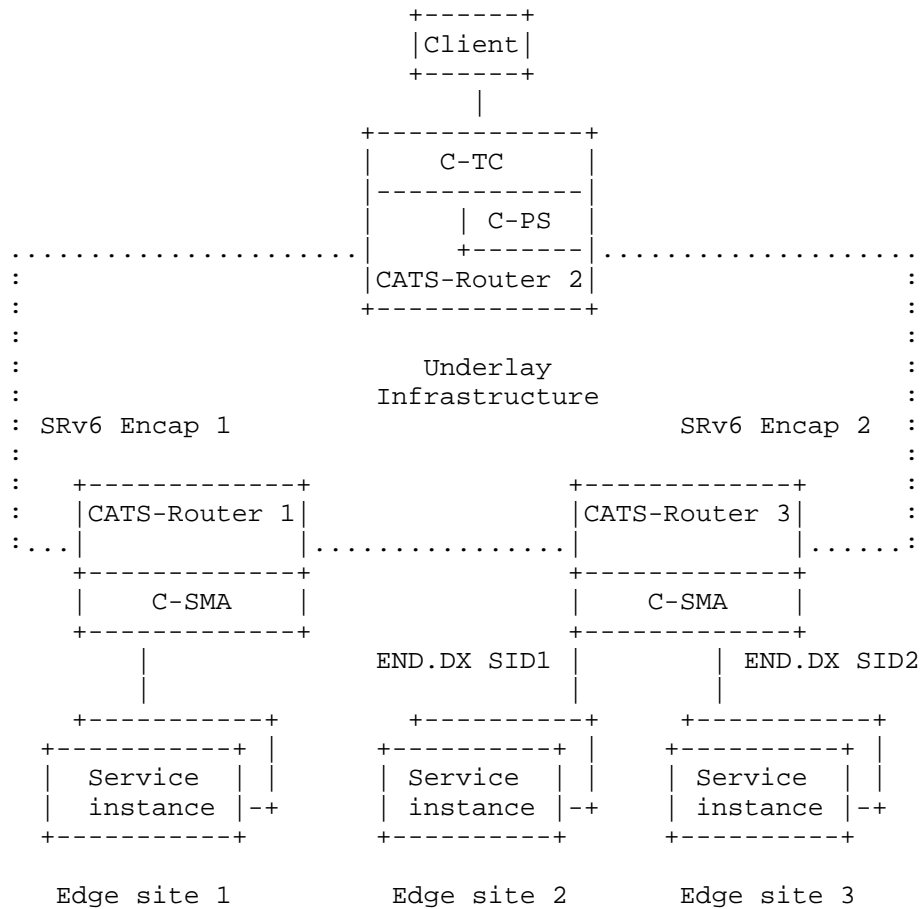 Client
C-TC
C-PS
CATS-Router 2
Underlay
Infrastructure
SRv6 Encap 1 SRv6 Encap 2
CATS-Router 1 CATS-Router 3
C-SMA C-SMA
END.DX SID1 END.DX SID2
Service Service Service
instance instance instance
Edge site 1 Edge site 2 Edge site 3